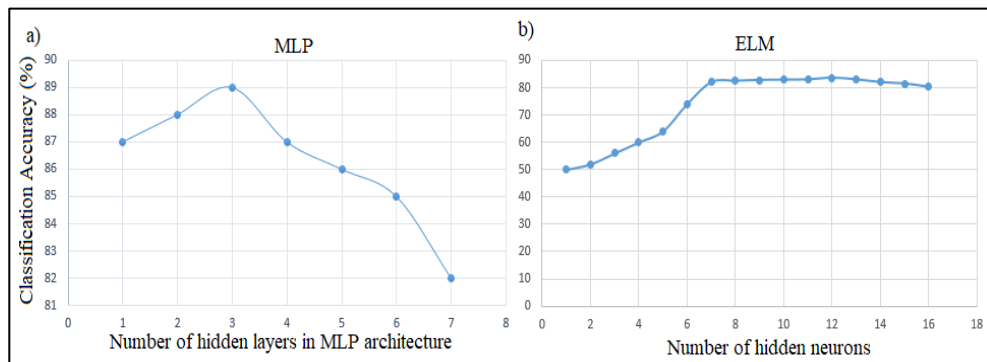 a)
MLP
Classification Accuracy (%)
90
89
88
87
86
85
84
83
82
81
0 1 2 3 4 5 6 7 8
Number of hidden layers in MLP architecture
b)
ELM
90
80
70
60
50
40
30
20
10
0
0 2 4 6 8 10 12 14 16 18
Number of hidden neurons